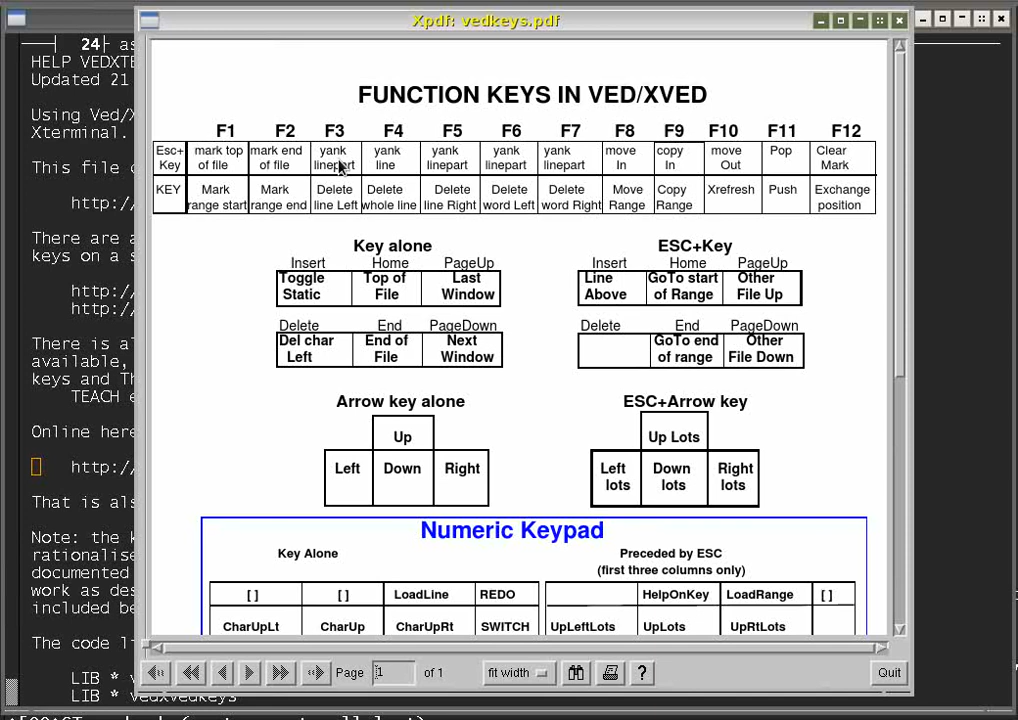 Xpdf: vedkeys.pdf
24
HELP VEDXTE
Updated 21
Using Ved/X
Xterminal.
This file
http:/
There are a
keys on a s
http:/
http:/
There is al
available,
keys and Th
TEACH
Online here
http:/
That is als
Note: the k
rationalise
documented
work as des
included be
The code li
LIB * v
LIB * vedxvedkeys
FUNCTION KEYS IN VED/XVED
F1 F2 F3 F4 F5 F6 F7 F8 F9 F10 F11 F12
Esc+ mark top mark end yank yank yank yank yank move copy move Pop Clear
Key of file of file linepart line linepart linepart linepart In In Out Mark
KEY Mark Mark Delete Delete Delete Delete Delete Move Copy Xrefresh Push Exchange
range start range end line Left whole line line Right word Left word Right Range Range position
Key alone ESC+Key
Insert Home PageUp Insert Home PageUp
Toggle Top of Last Line GoTo start Other
Static File Window Above of Range File Up
Delete End PageDown Delete End PageDown
Del char End of Next GoTo end Other
Left File Window of range File Down
Arrow key alone ESC+Arrow key
Up Up Lots
Left Down Right Left Down Right
lots lots lots
Numeric Keypad
Key Alone Preceded by ESC
(first three columns only)
[ ] [ ] LoadLine REDO HelpOnKey LoadRange [ ]
CharUpLt CharUp CharUpRt SWITCH UpLeftLots UpLots UpRtLots
Page 1 of 1 fit width ? Quit